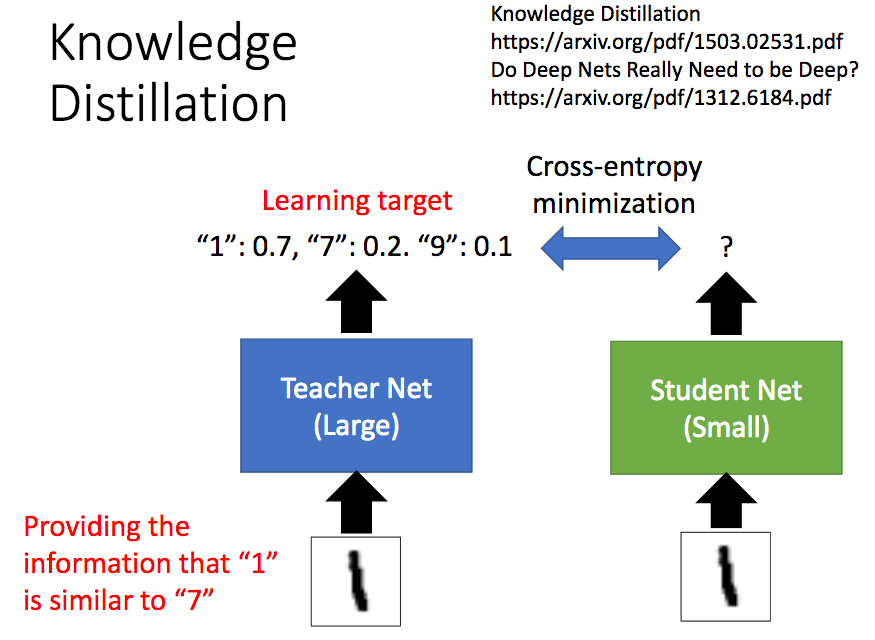 Knowledge
Distillation
Knowledge Distillation
https://arxiv.org/pdf/1503.02531.pdf
Do Deep Nets Really Need to be Deep?
https://arxiv.org/pdf/1312.6184.pdf
Learning target
Cross-entropy
minimization
“1”: 0.7, “7”: 0.2. “9”: 0.1
?
Teacher Net
(Large)
Student Net
(Small)
Providing the
information that “1”
is similar to “7”
1
1